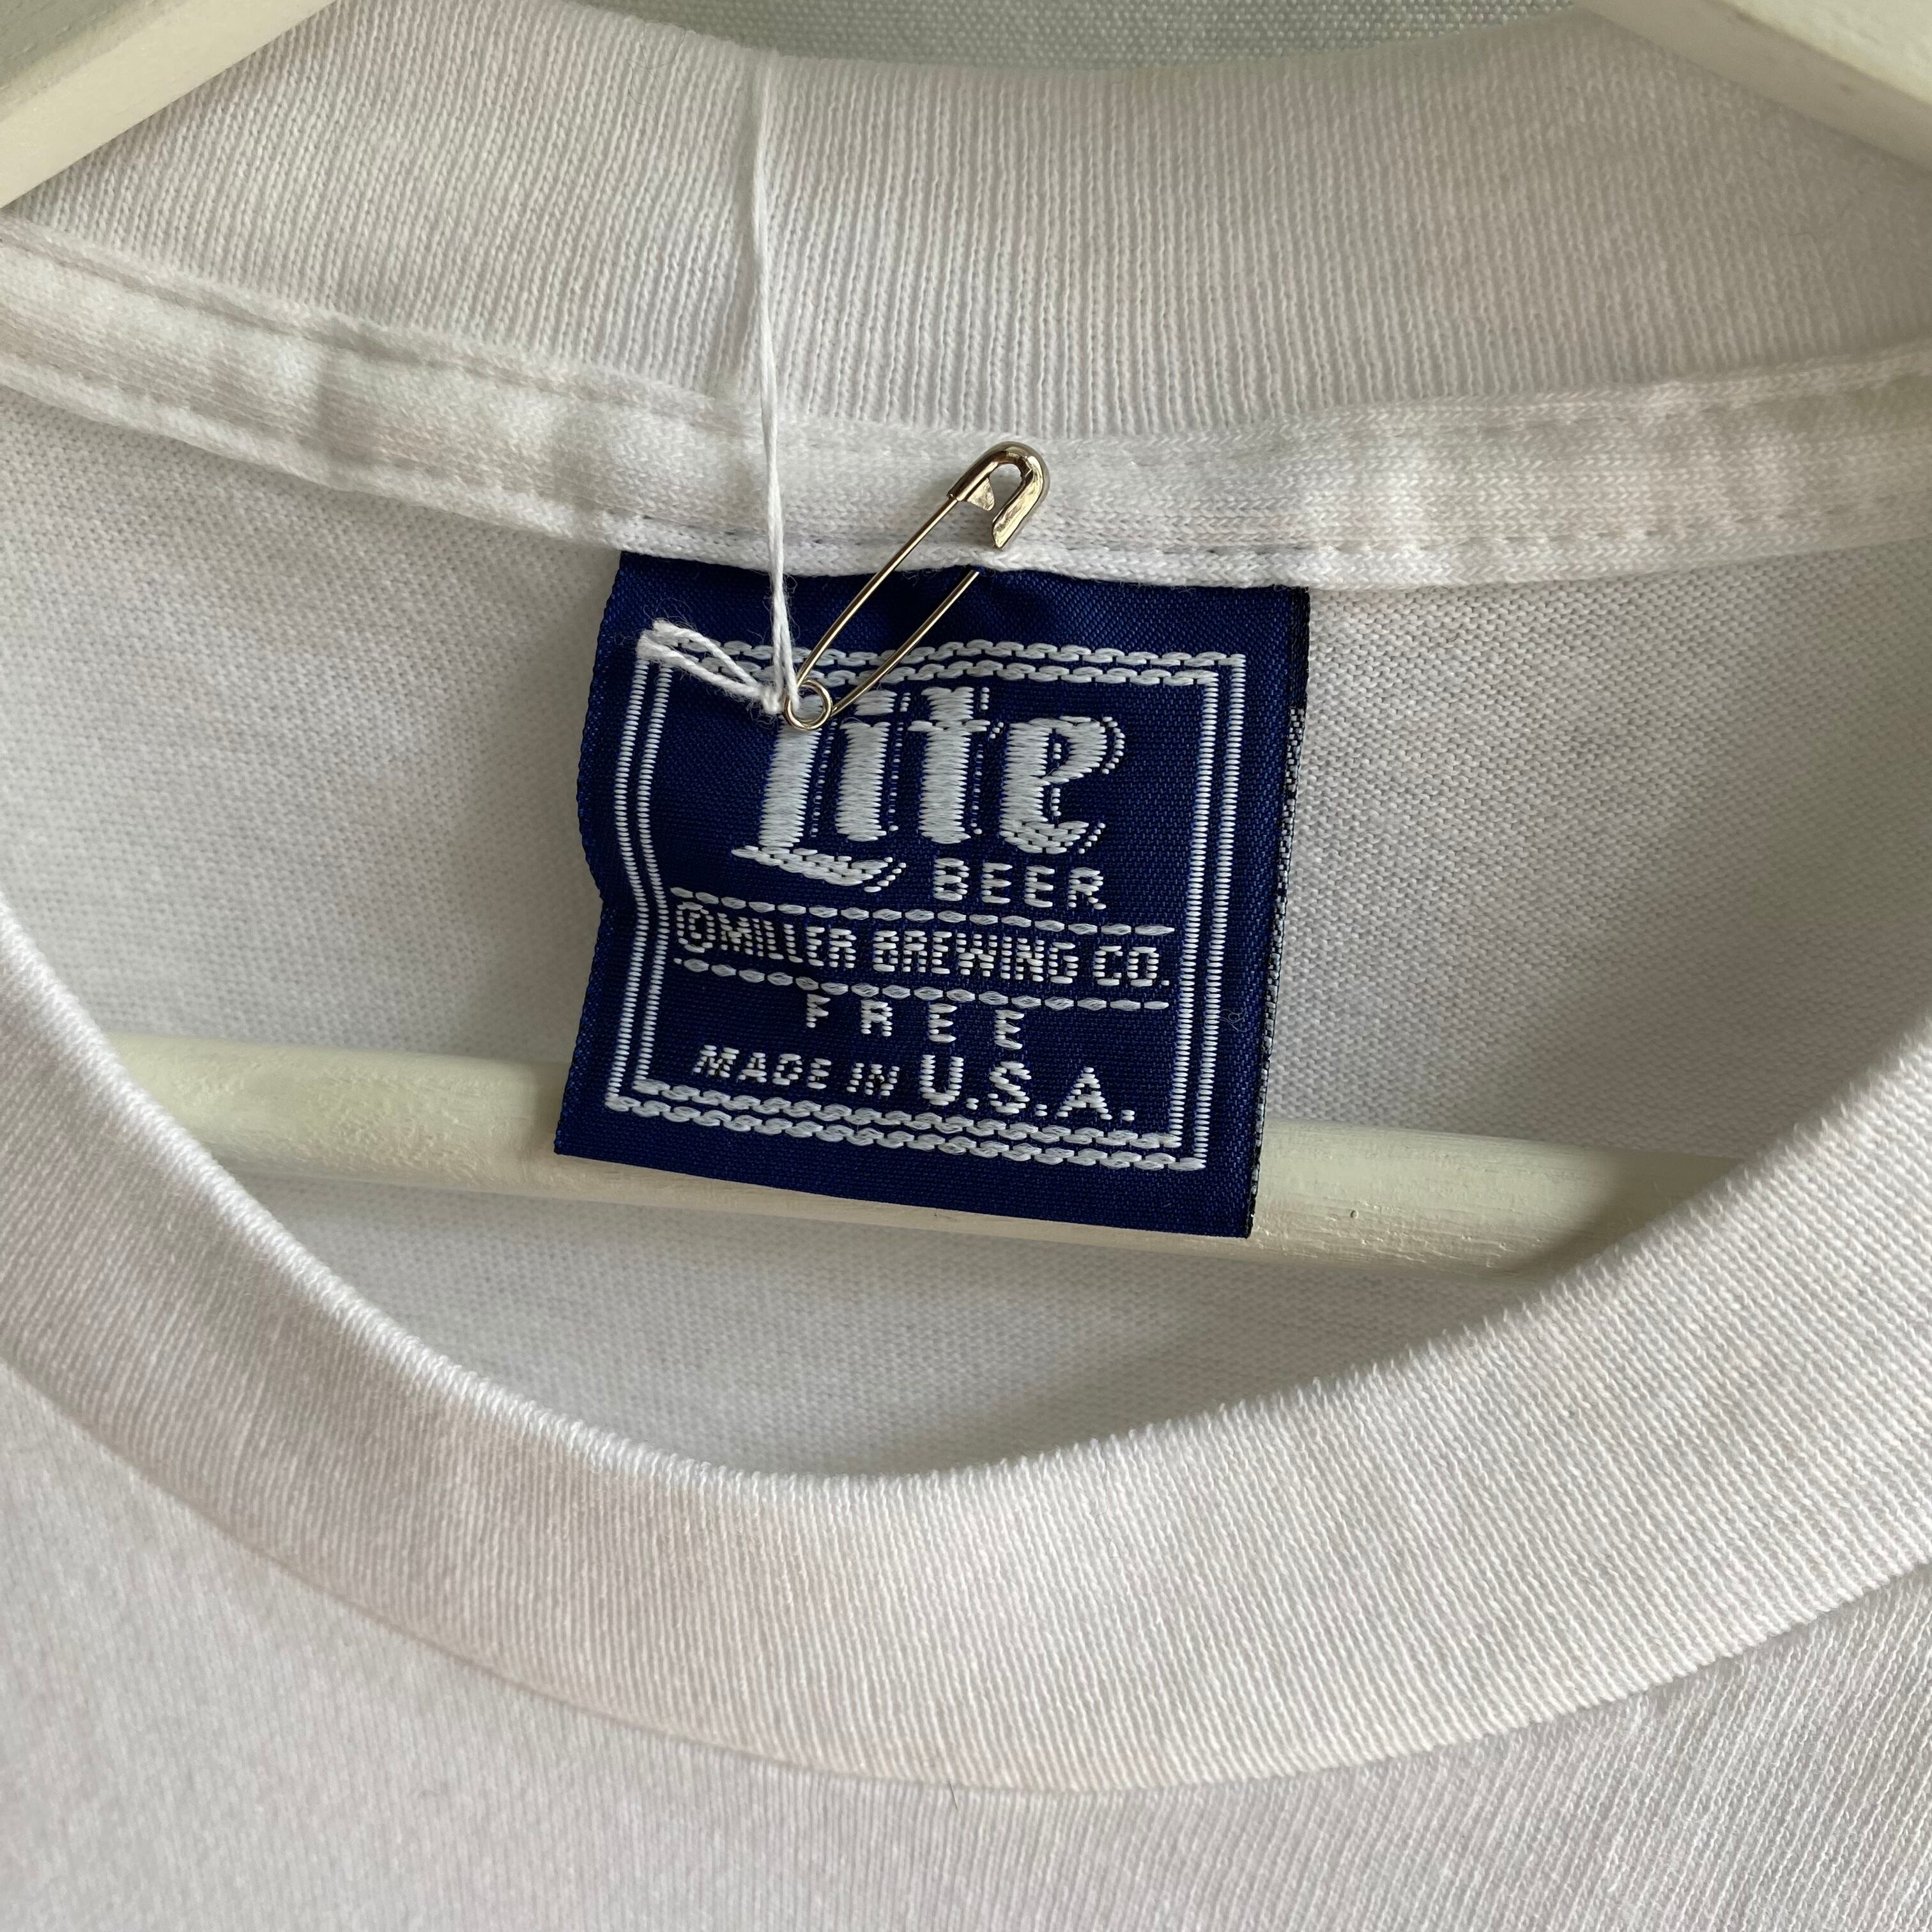 Lite
BEER
©MILLER BREWING CO.
FREE
MADE IN U.S.A.